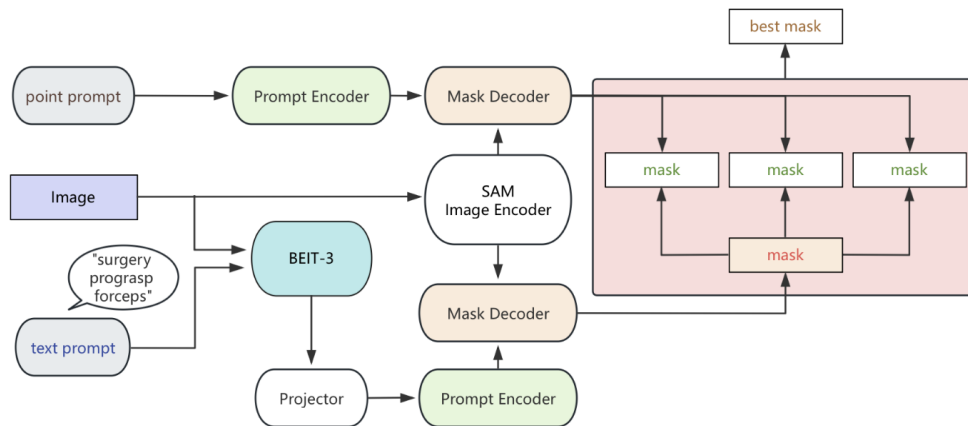 best mask
point prompt
Prompt Encoder
Mask Decoder
mask
mask
mask
Image
SAM
Image Encoder
BEIT-3
"surgery
prograsp
forceps"
mask
text prompt
Mask Decoder
Projector
Prompt Encoder